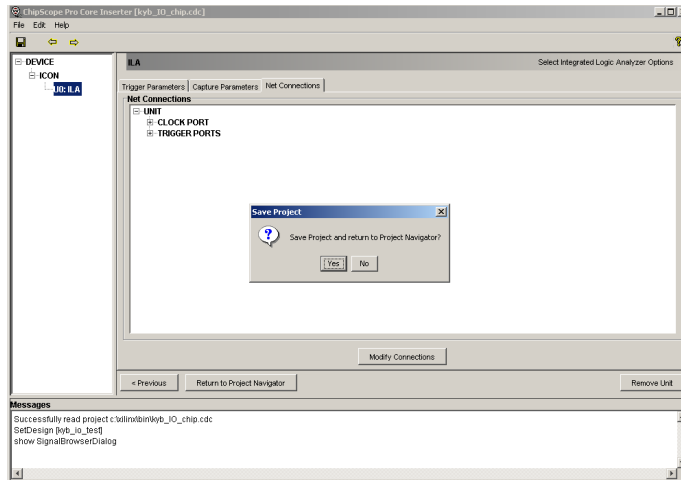 ChipScope Pro Core Inserter [kyb_IO_chip.cdc]
File Edit Help
DEVICE
ICON
U0: ILA
ILA
Select Integrated Logic Analyzer Options
Trigger Parameters Capture Parameters Net Connections
Net Connections
UNIT
CLOCK PORT
TRIGGER PORTS
Save Project
Save Project and return to Project Navigator?
Yes No
Modify Connections
< Previous Return to Project Navigator Remove Unit
Messages
Successfully read project c:\xilinx\bin\kyb_IO_chip.cdc
SetDesign [kyb_io_test]
show SignalBrowserDialog